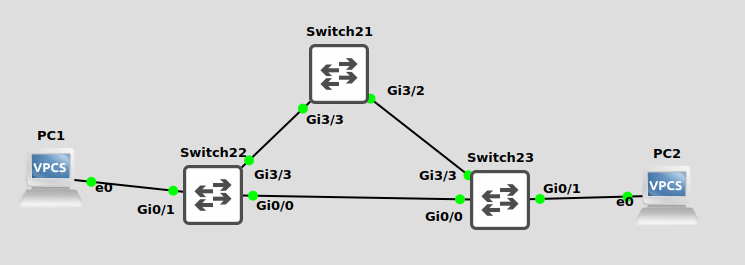 Switch21
Gi3/2
Gi3/3
PC1
VPCS
e0
Switch22
Gi3/3
Gi0/1
Gi0/0
Switch23
Gi3/3
Gi0/0
Gi0/1
PC2
VPCS
e0